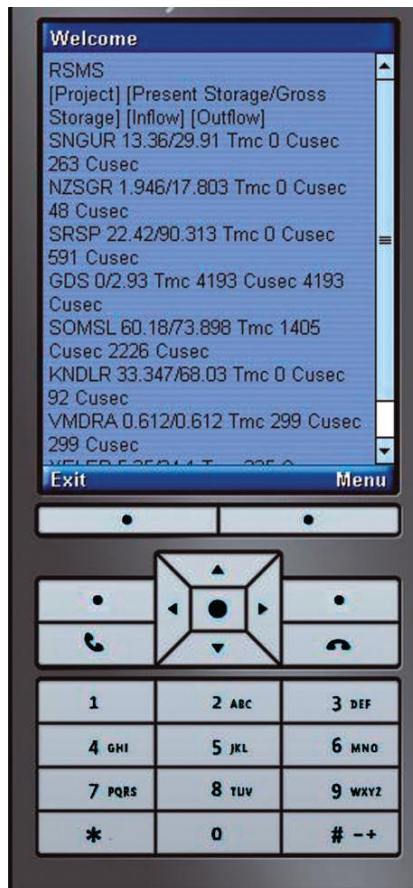 Welcome
RSMS
[Project] [Present Storage/Gross
Storage] [Inflow] [Outflow]
SNGUR 13.36/29.91 Tmc 0 Cusec
263 Cusec
NZSGR 1.946/17.803 Tmc 0 Cusec
48 Cusec
SRSP 22.42/90.313 Tmc 0 Cusec
591 Cusec
GDS 0/2.93 Tmc 4193 Cusec 4193
Cusec
SOMSL 60.18/73.898 Tmc 1405
Cusec 2226 Cusec
KNDLR 33.347/68.03 Tmc 0 Cusec
92 Cusec
VMDRA 0.612/0.612 Tmc 299 Cusec
299 Cusec
Exit Menu
1 2 ABC 3 DEF
4 GHI 5 JKL 6 MNO
7 PQRS 8 TUV 9 WXYZ
* 0 # -+